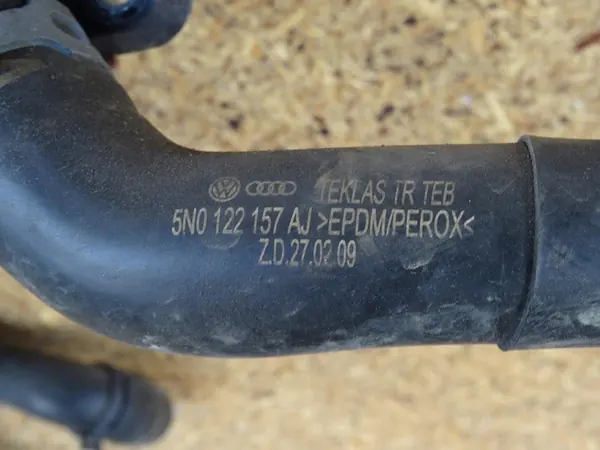 TEKLAS TR TEB
5N0 122 157 AJ >EPDM/PEROX<
Z.D.27.02 09